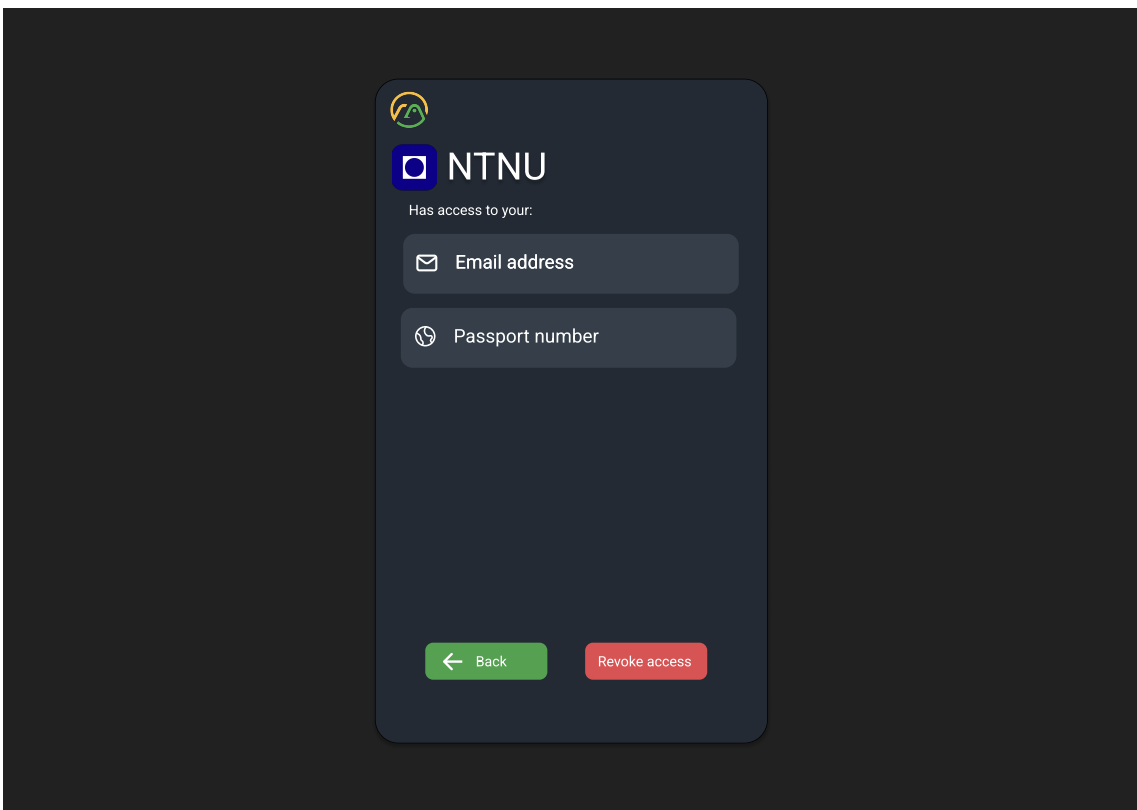 NTNU
Has access to your:
Email address
Passport number
Back
Revoke access